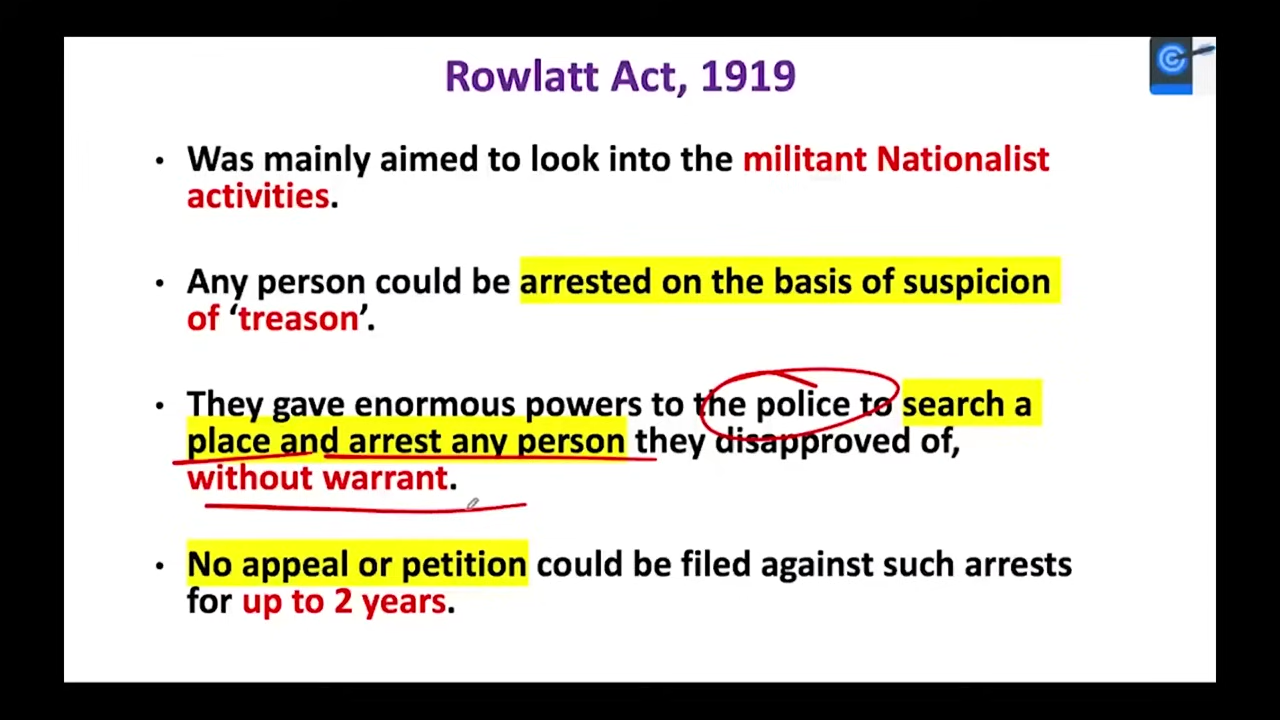 Rowlatt Act, 1919
• Was mainly aimed to look into the militant Nationalist
activities.
• Any person could be arrested on the basis of suspicion
of ‘treason’.
• They gave enormous powers to the police to search a
place and arrest any person they disapproved of,
without warrant.
• No appeal or petition could be filed against such arrests
for up to 2 years.